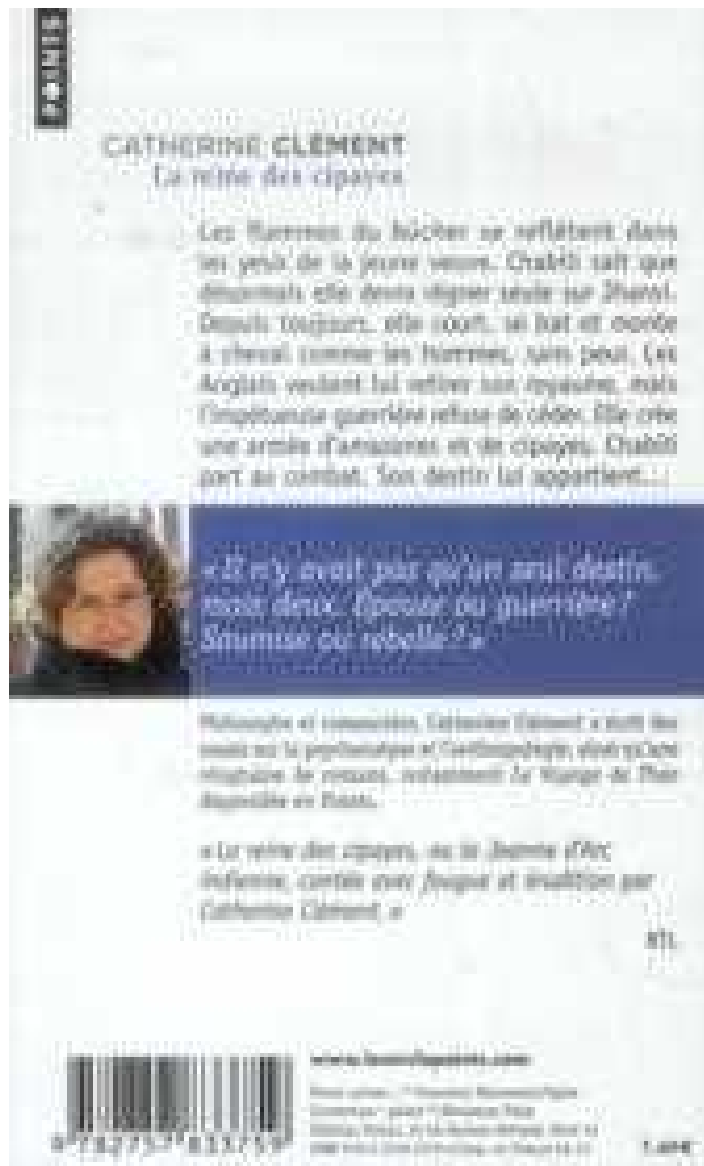 POINTS
CATHERINE CLÉMENT
La reine des cipayes
Les flammes du bûcher se reflètent dans
les yeux de la jeune veuve. Chabili sait que
désormais elle devra régner seule sur Jhansi.
Depuis toujours, elle court, se bat et monte
à cheval comme les hommes, sans peur. Les
Anglais veulent lui retirer son royaume, mais
l'impétueuse guerrière refuse de céder. Elle crée
une armée d'amazones et de cipayes. Chabili
part au combat. Son destin lui appartient...
« Il n'y avait pas qu'un seul destin,
mais deux. Épouse ou guerrière ?
Soumise ou rebelle ? »
Philosophe et romancière, Catherine Clément a écrit des
essais sur la psychanalyse et l'anthropologie, ainsi qu'une
vingtaine de romans, notamment Le Voyage de Théo
disponible en Points.
« La reine des cipayes, ou la Jeanne d'Arc
indienne, contée avec fougue et érudition par
Catherine Clément. »
RTL
www.lecerclepoints.com